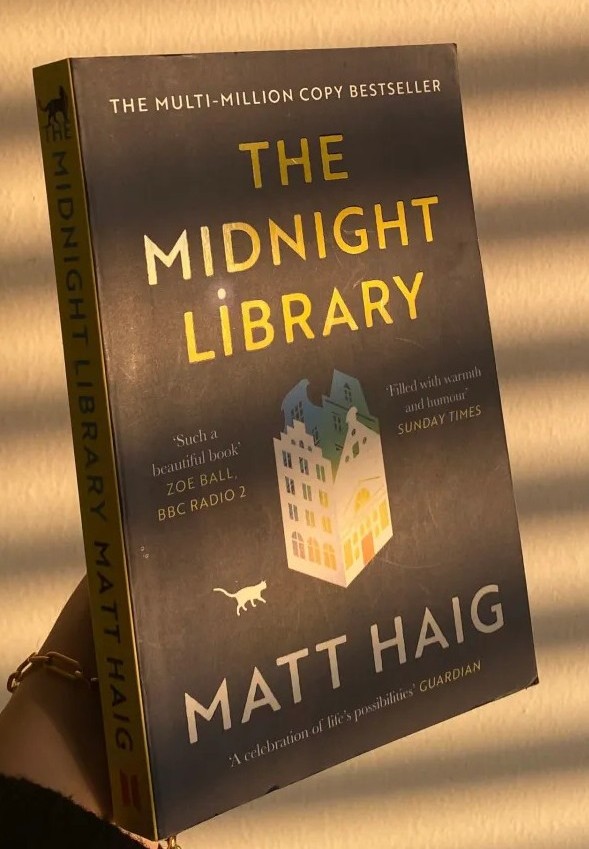 THE MULTI-MILLION COPY BESTSELLER
THE
MIDNIGHT
LIBRARY
'Filled with warmth
and humour'
SUNDAY TIMES
'Such a
beautiful book'
ZOE BALL,
BBC RADIO 2
MATT HAIG
'A celebration of life's possibilities' GUARDIAN
THE MIDNIGHT LIBRARY MATT HAIG